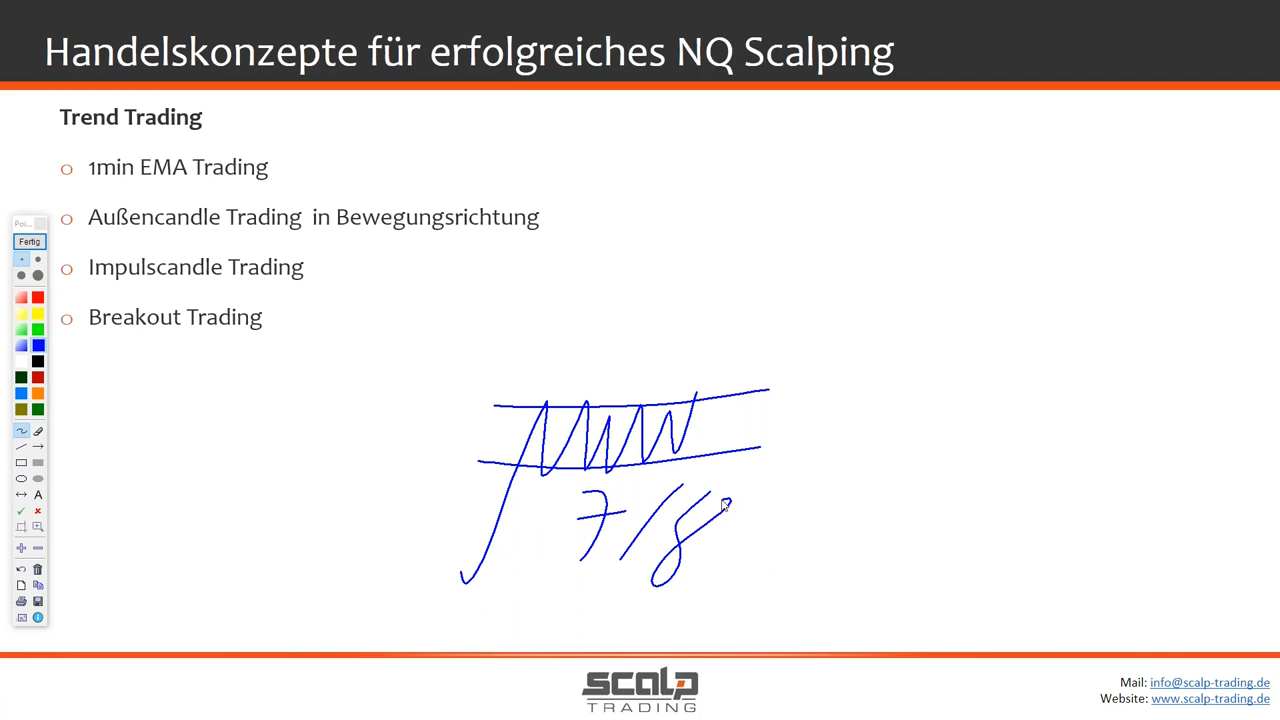 Handelskonzepte für erfolgreiches NQ Scalping
Trend Trading
o 1min EMA Trading
o Außencandle Trading in Bewegungsrichtung
o Impulscandle Trading
o Breakout Trading
Poi...
Fertig
A
7/8
SCALP
TRADING
Mail: info@scalp-trading.de
Website: www.scalp-trading.de